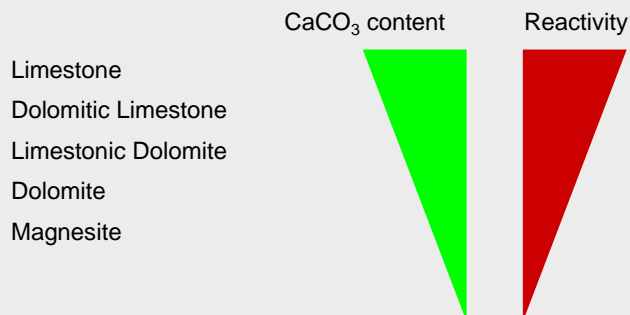 CaCO₃ content Reactivity
Limestone
Dolomitic Limestone
Limestonic Dolomite
Dolomite
Magnesite